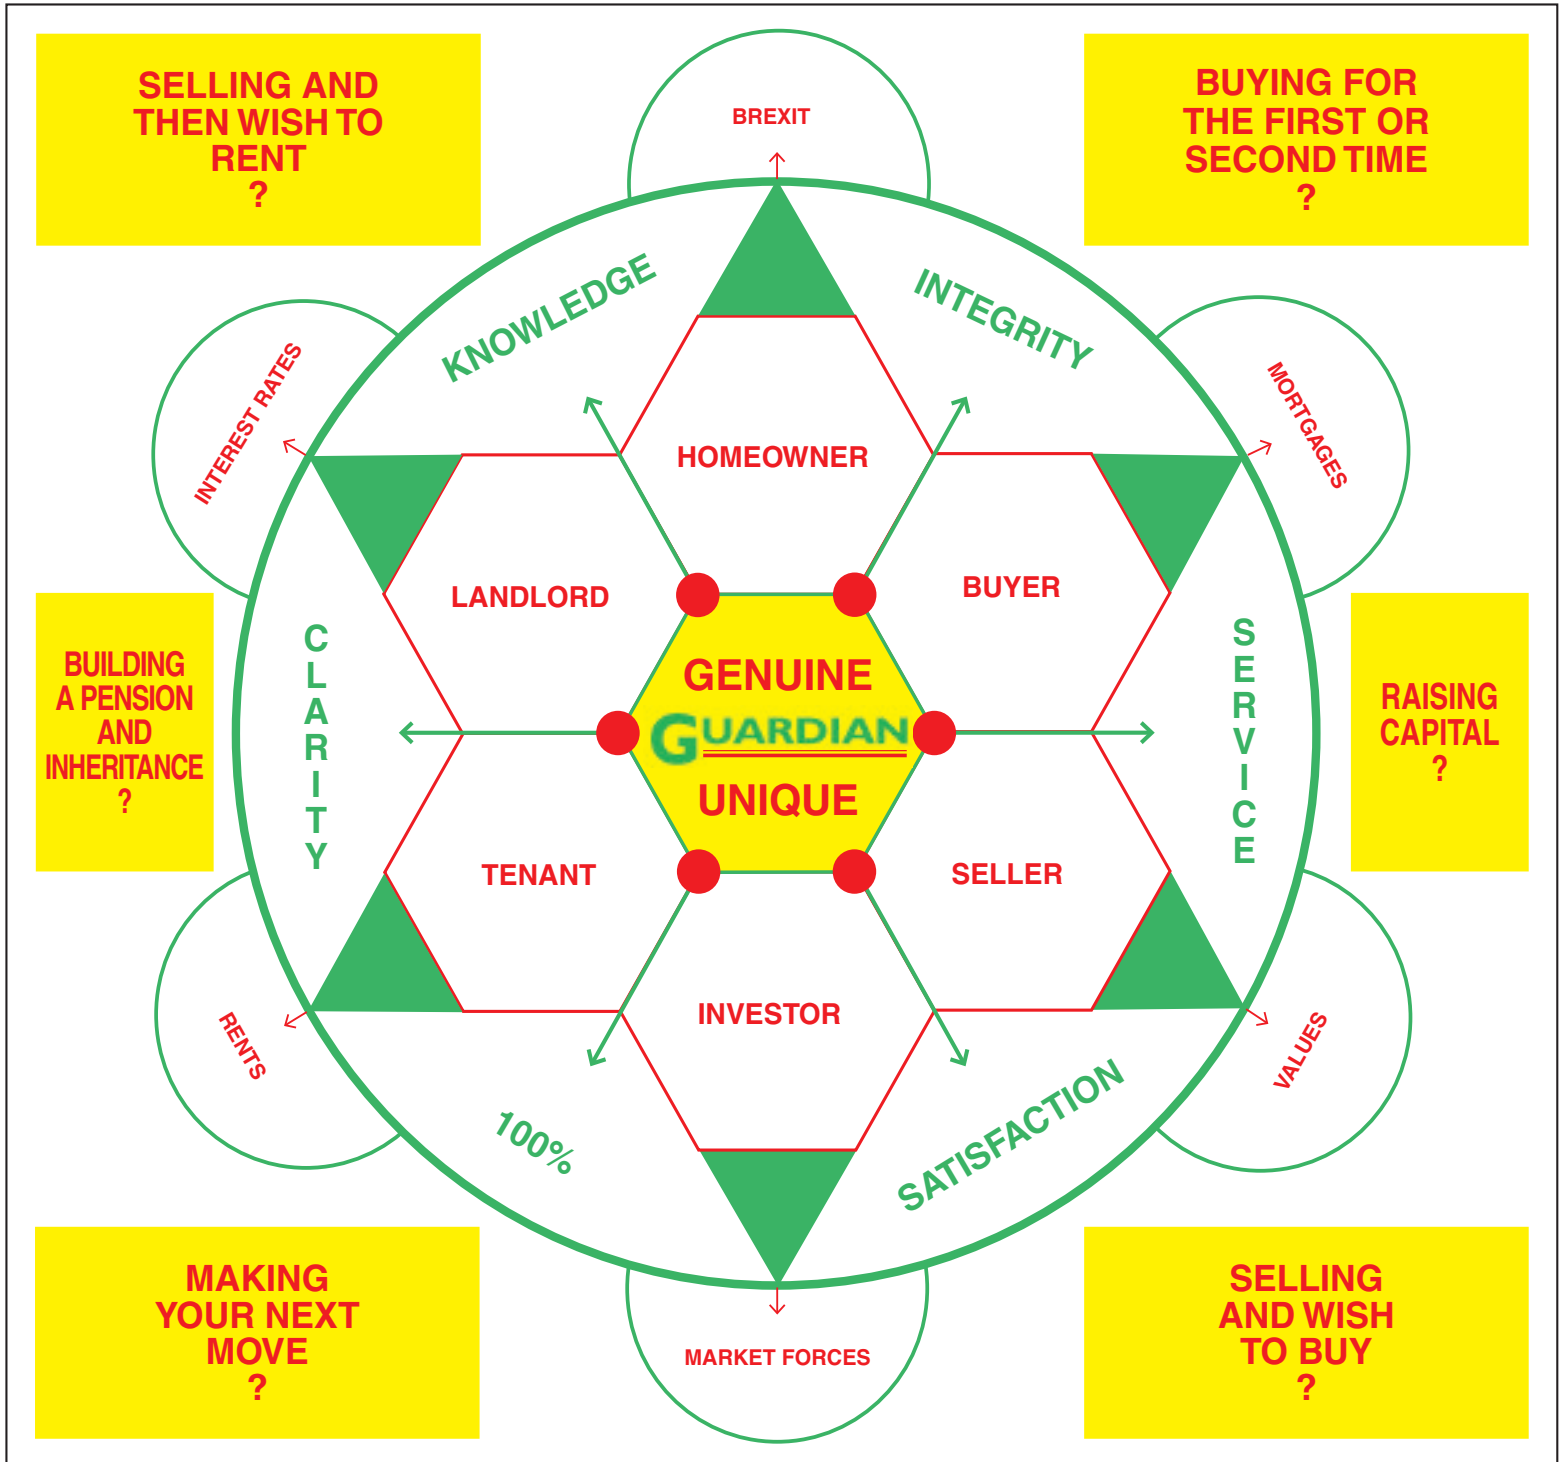 SELLING AND
THEN WISH TO
RENT
?
BREXIT
BUYING FOR
THE FIRST OR
SECOND TIME
?
KNOWLEDGE
INTEGRITY
INTEREST RATES
MORTGAGES
HOMEOWNER
LANDLORD
BUYER
CLARITY
SERVICE
BUILDING
A PENSION
AND
INHERITANCE
?
GENUINE
GUARDIAN
UNIQUE
RAISING
CAPITAL
?
TENANT
SELLER
INVESTOR
RENTS
VALUES
100%
SATISFACTION
MAKING
YOUR NEXT
MOVE
?
MARKET FORCES
SELLING
AND WISH
TO BUY
?